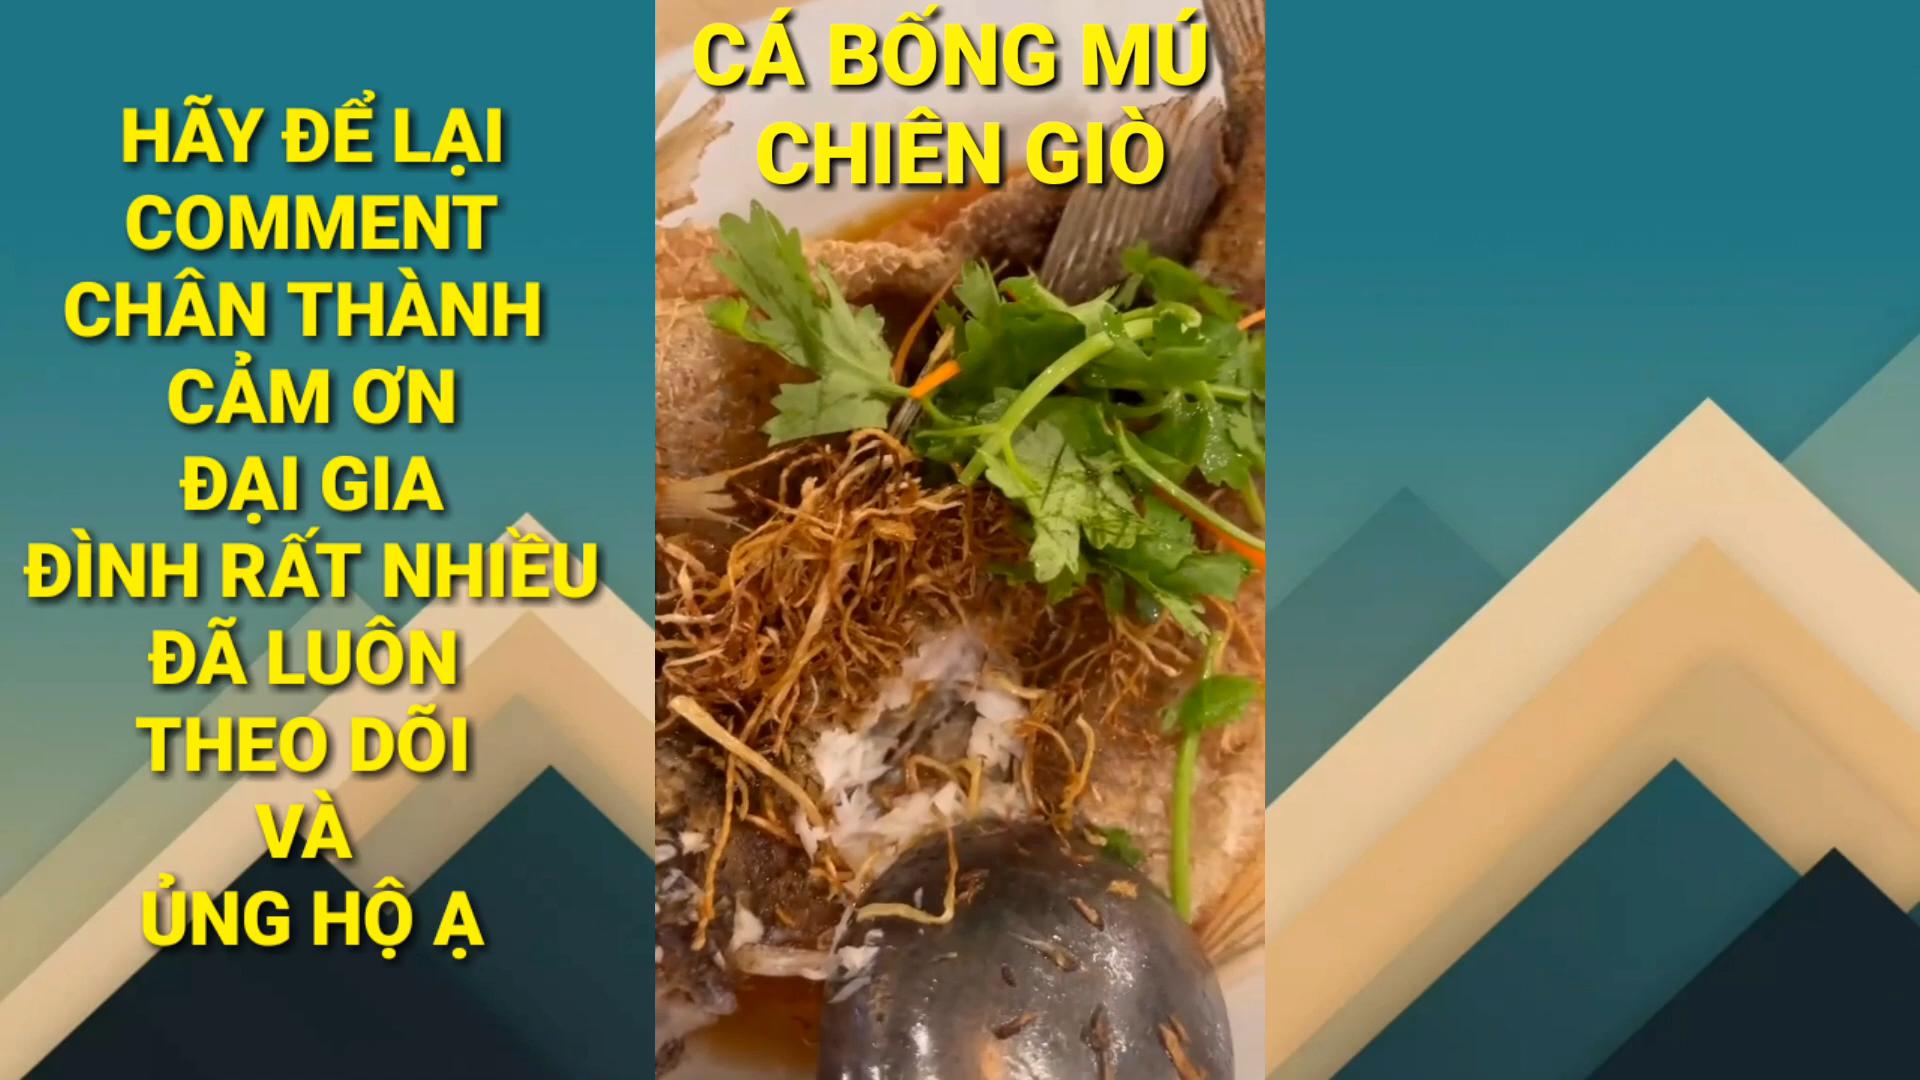 HÃY ĐỂ LẠI
COMMENT
CHÂN THÀNH
CẢM ƠN
ĐẠI GIA
ĐÌNH RẤT NHIỀU
ĐÃ LUÔN
THEO DÕI
VÀ
ỦNG HỘ Ạ
CÁ BỐNG MÚ
CHIÊN GIÒ